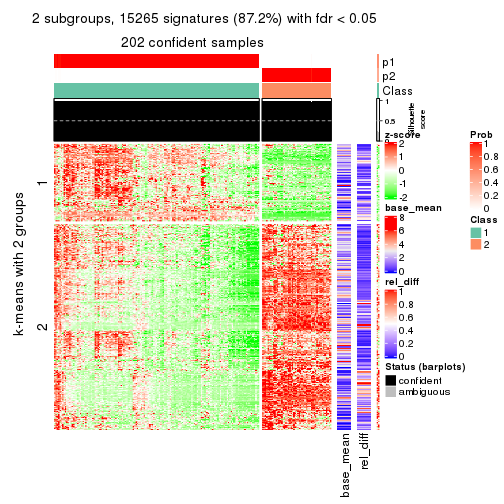 2 subgroups, 15265 signatures (87.2%) with fdr < 0.05
202 confident samples
p1
p2
Class
1
0.5
0
Silhouette
score
k-means with 2 groups
1
2
base_mean
rel_diff
z-score
2
1
0
-1
-2
base_mean
8
6
4
2
0
rel_diff
1
0.8
0.6
0.4
0.2
0
Status (barplots)
confident
ambiguous
Prob
1
0.8
0.6
0.4
0.2
0
Class
1
2